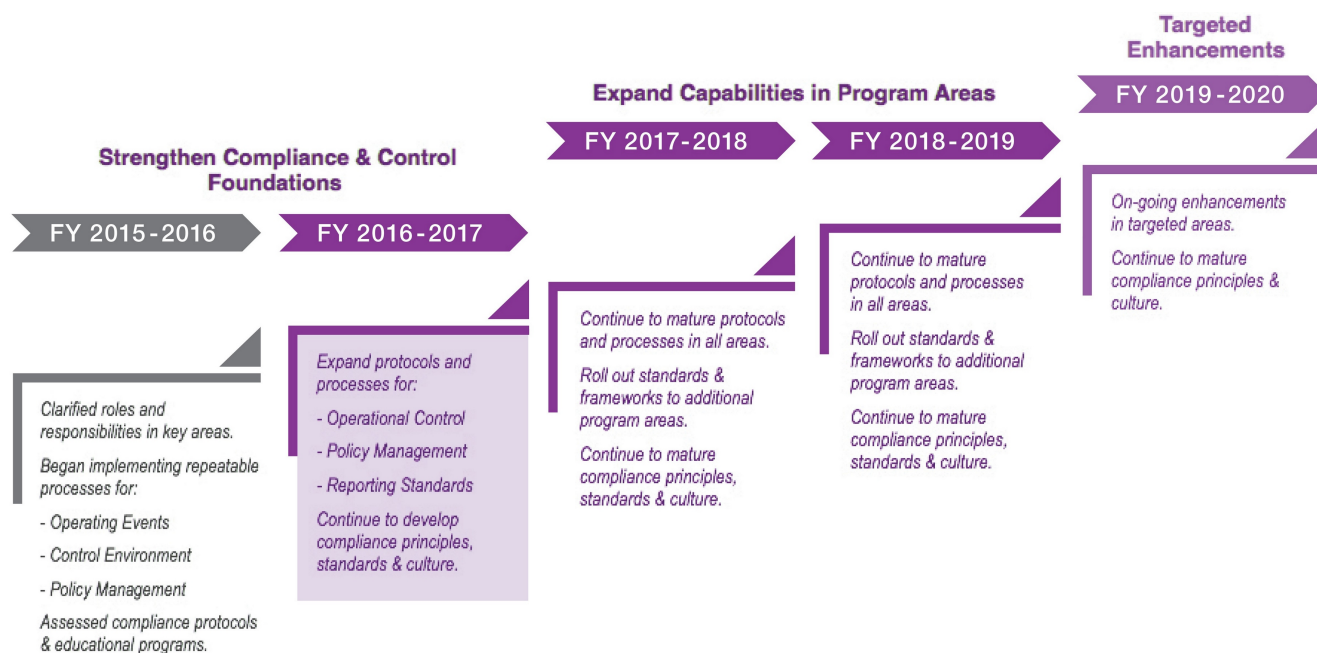 Strengthen Compliance & Control
Foundations
FY 2015-2016
Clarified roles and
responsibilities in key areas.
Began implementing repeatable
processes for:
- Operating Events
- Control Environment
- Policy Management
Assessed compliance protocols
& educational programs.
FY 2016-2017
Expand protocols and
processes for:
- Operational Control
- Policy Management
- Reporting Standards
Continue to develop
compliance principles,
standards & culture.
Expand Capabilities in Program Areas
FY 2017-2018
Continue to mature protocols
and processes in all areas.
Roll out standards &
frameworks to additional
program areas.
Continue to mature
compliance principles,
standards & culture.
FY 2018-2019
Continue to mature
protocols and processes
in all areas.
Roll out standards &
frameworks to additional
program areas.
Continue to mature
compliance principles,
standards & culture.
Targeted
Enhancements
FY 2019-2020
On-going enhancements
in targeted areas.
Continue to mature
compliance principles &
culture.